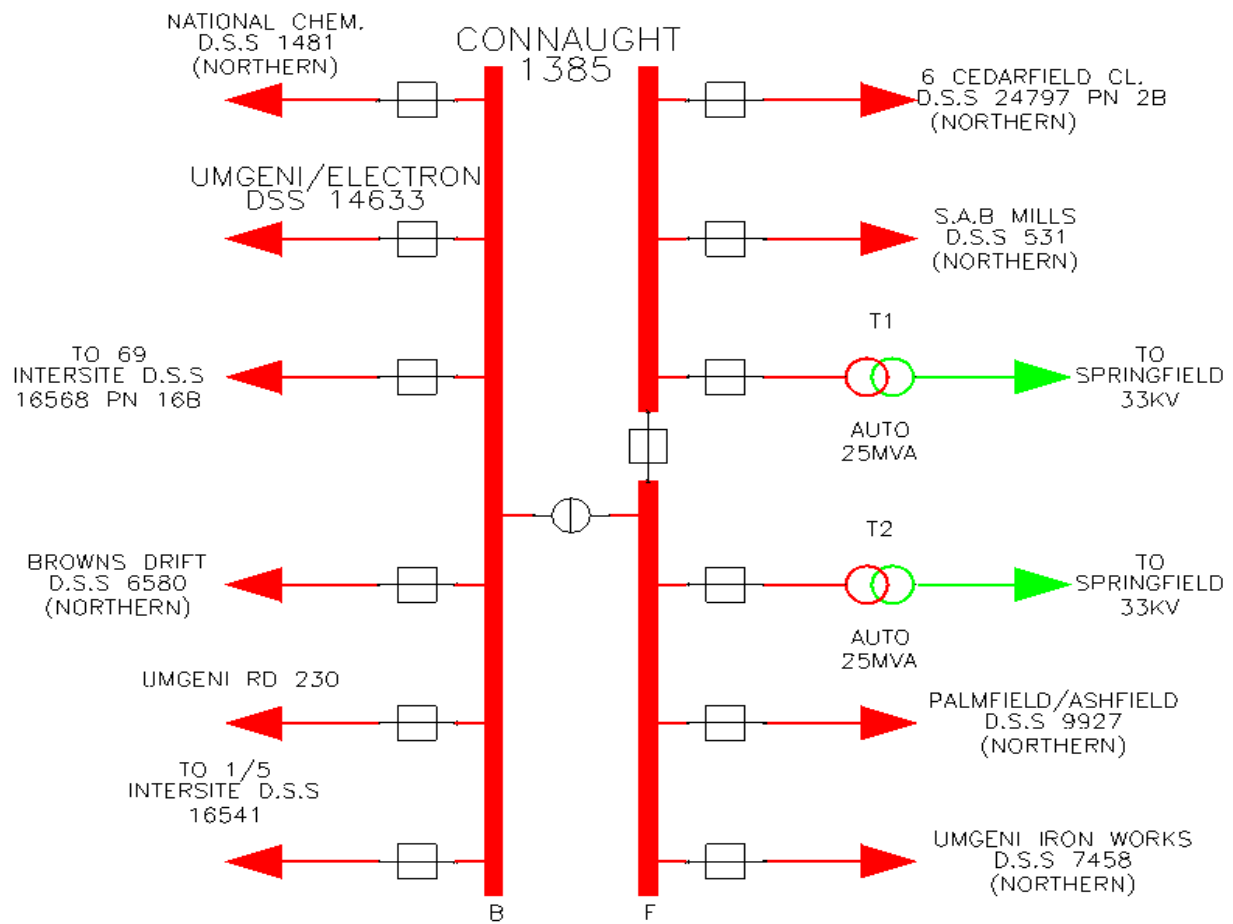 NATIONAL CHEM.
D.S.S 1481
(NORTHERN)
CONNAUGHT
1385
6 CEDARFIELD CL.
D.S.S 24797 PN 2B
(NORTHERN)
UMGENI/ELECTRON
DSS 14633
S.A.B MILLS
D.S.S 531
(NORTHERN)
TO 69
INTERSITE D.S.S
16568 PN 16B
T1
AUTO
25MVA
TO
SPRINGFIELD
33KV
BROWNS DRIFT
D.S.S 6580
(NORTHERN)
T2
AUTO
25MVA
TO
SPRINGFIELD
33KV
UMGENI RD 230
PALMFIELD/ASHFIELD
D.S.S 9927
(NORTHERN)
TO 1/5
INTERSITE D.S.S
16541
UMGENI IRON WORKS
D.S.S 7458
(NORTHERN)
B
F